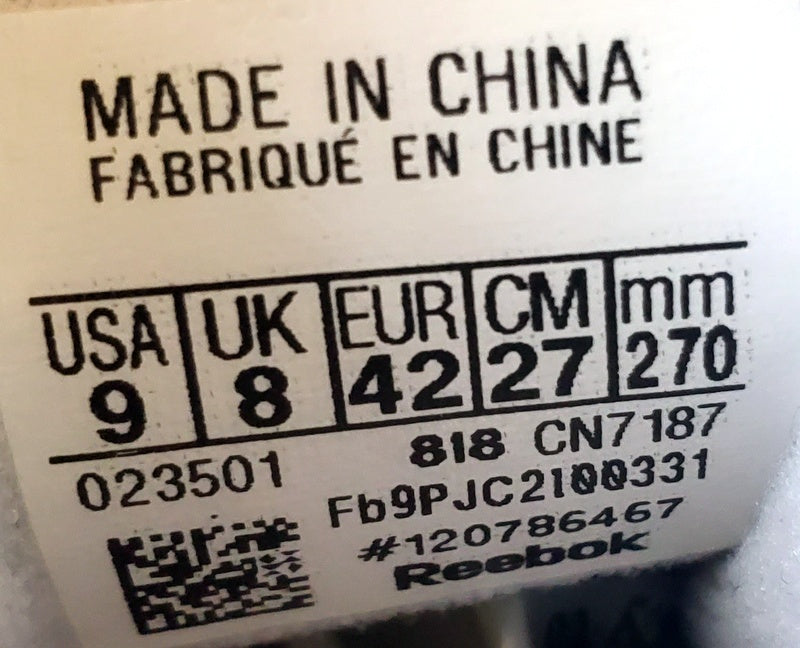 MADE IN CHINA
FABRIQUÉ EN CHINE
USA UK EUR CM mm
9 8 42 27 270
023501 818 CN7187
Fb9PJC2100331
#120786467
Reebok